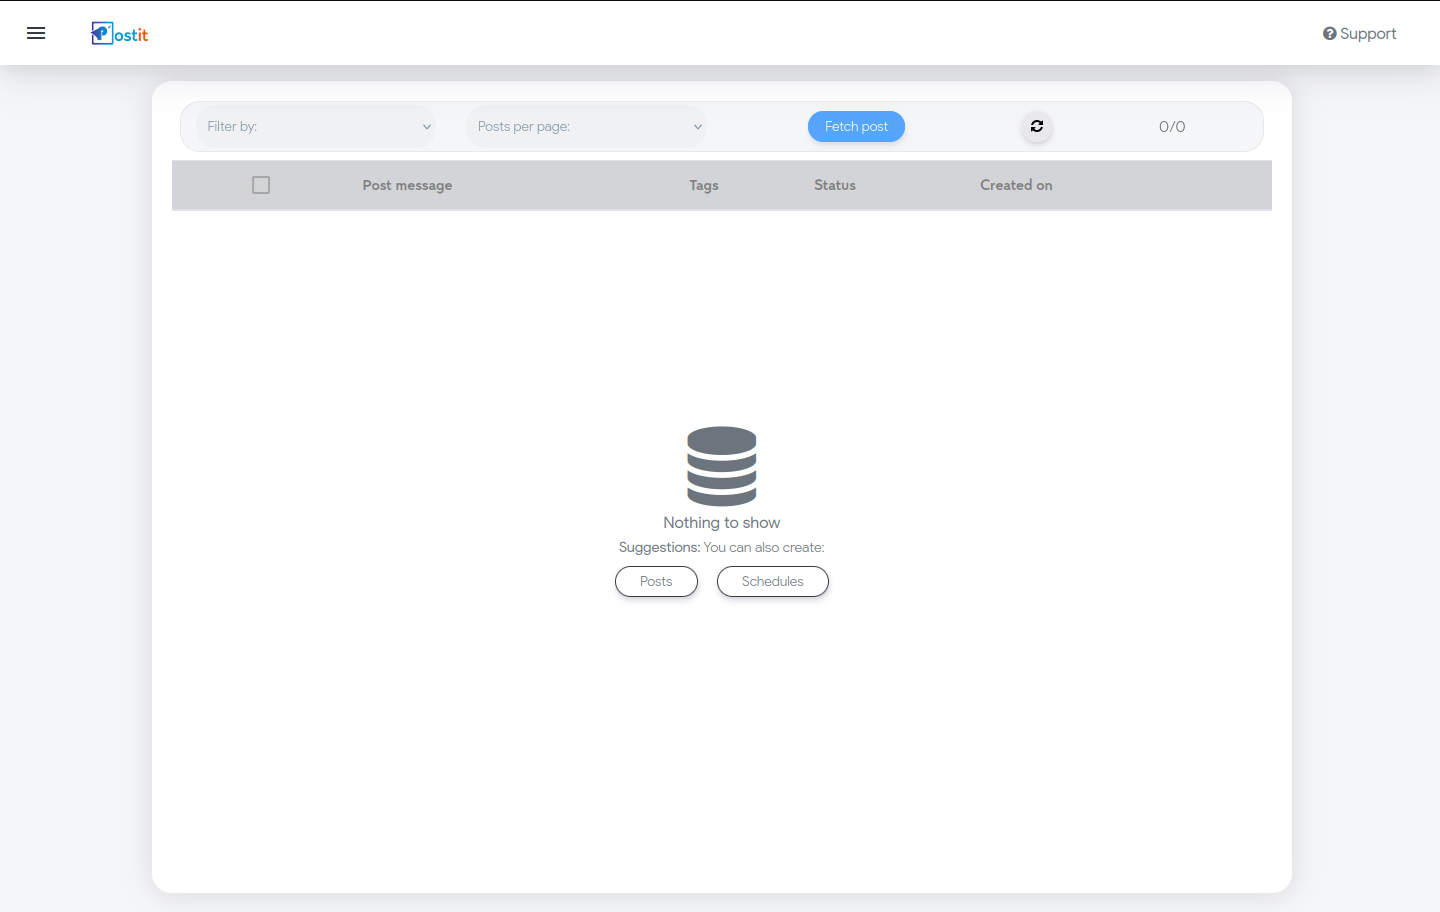 Postit
Support
Filter by:
Posts per page:
Fetch post
0/0
Post message
Tags
Status
Created on
Nothing to show
Suggestions: You can also create:
Posts
Schedules